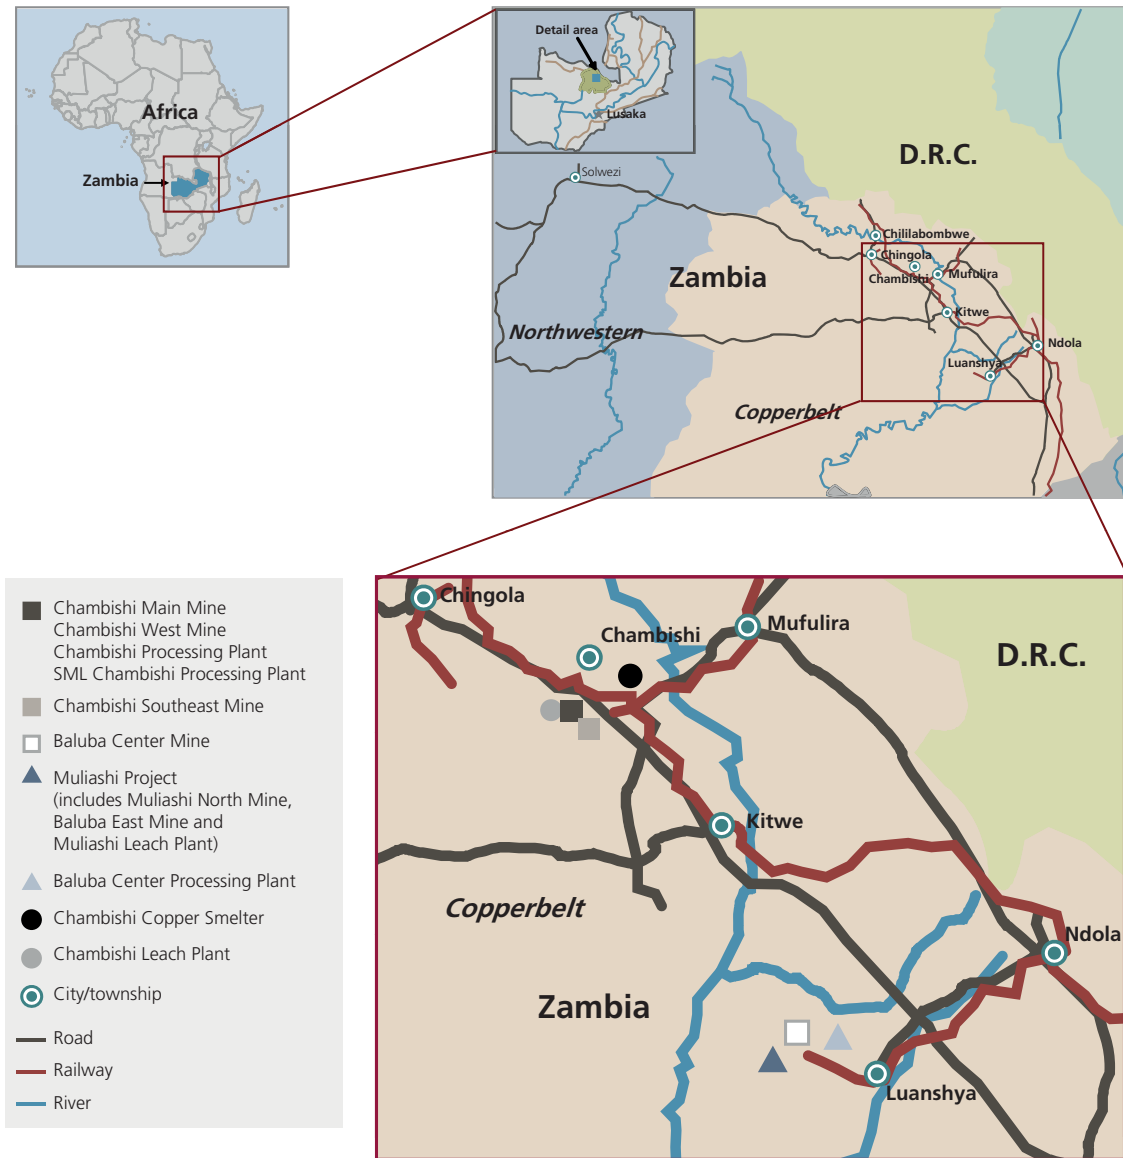 Africa
Zambia
Detail area
Lusaka
D.R.C.
Solwezi
Chililabombwe
Chingola
Chambishi
Mufulira
Zambia
Kitwe
Northwestern
Ndola
Luanshya
Copperbelt
Chambishi Main Mine
Chambishi West Mine
Chambishi Processing Plant
SML Chambishi Processing Plant
Chambishi Southeast Mine
Baluba Center Mine
Muliashi Project
(includes Muliashi North Mine,
Baluba East Mine and
Muliashi Leach Plant)
Baluba Center Processing Plant
Chambishi Copper Smelter
Chambishi Leach Plant
City/township
Road
Railway
River
Chingola
Chambishi
Mufulira
D.R.C.
Kitwe
Copperbelt
Ndola
Zambia
Luanshya